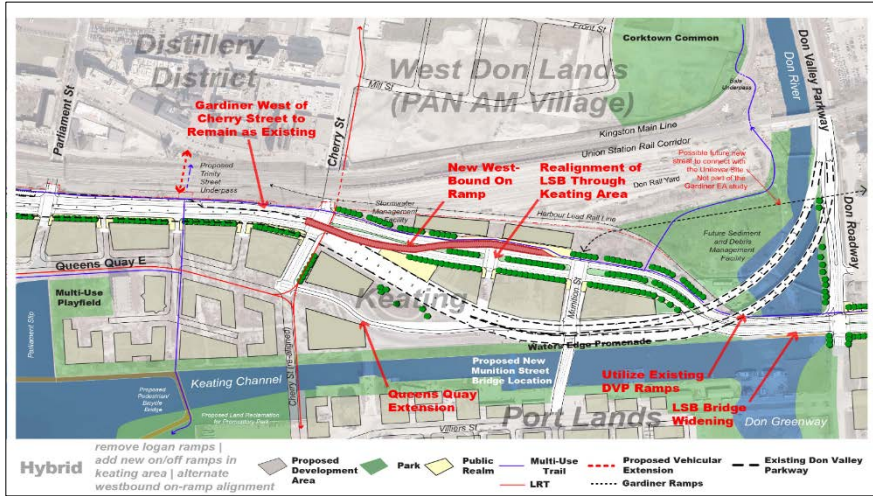 Distillery
District
West Don Lands
(PAN AM Village)
Corktown Common
Front St
Mill St
Parliament St
Cherry St
Don River
Don Valley Parkway
Bala
Underpass
Gardiner West of
Cherry Street to
Remain as Existing
Kingston Main Line
Union Station Rail Corridor
Don Rail Yard
Possible future new
street to connect with
the Unilever Site
Not part of the
Gardiner EA study
Proposed
Trinity
Street
Underpass
New West-
Bound On
Ramp
Realignment of
LSB Through
Keating Area
Stormwater
Management
Facility
Harbour Lead Rail Line
Future Sediment
and Debris
Management
Facility
Don Roadway
Queens Quay E
Multi-Use
Playfield
Keating
Munition St
Parliament Slip
Cherry St (re-aligned)
Waters Edge Promenade
Keating Channel
Proposed
Pedestrian/
Bicycle
Bridge
Proposed Land Reclamation
for Promontory Park
Queens Quay
Extension
Proposed New
Munition Street
Bridge Location
Utilize Existing
DVP Ramps
LSB Bridge
Widening
Villiers St
Port Lands
Don Greenway
Hybrid
remove logan ramps |
add new on/off ramps in
keating area | alternate
westbound on-ramp alignment
Proposed
Development
Area
Park
Public
Realm
Multi-Use
Trail
LRT
Proposed Vehicular
Extension
Gardiner Ramps
Existing Don Valley
Parkway